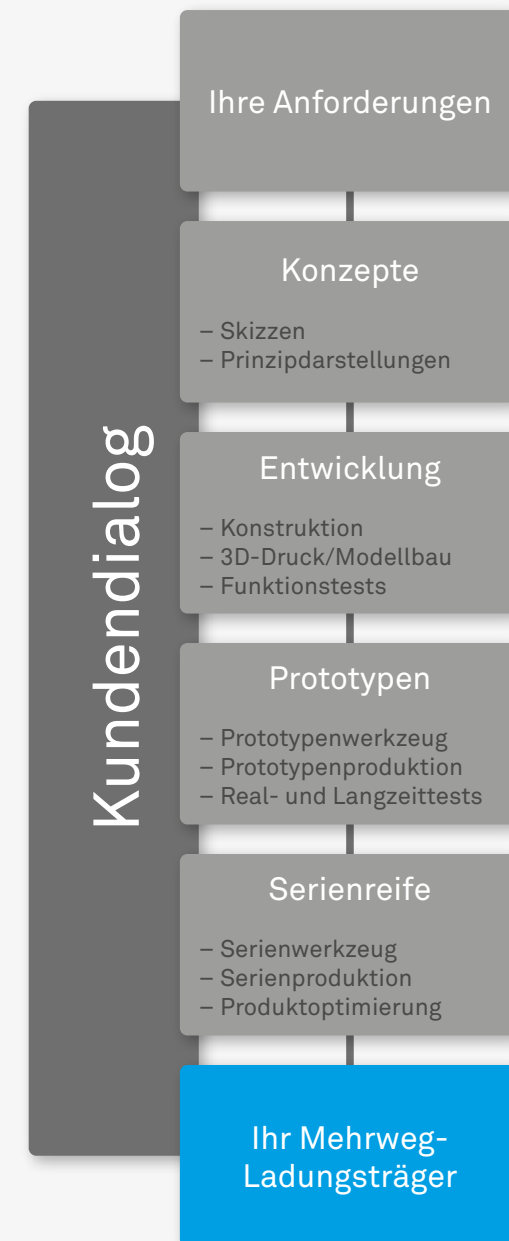 Ihre Anforderungen
Kundendialog
Konzepte
– Skizzen
– Prinzipdarstellungen
Entwicklung
– Konstruktion
– 3D-Druck/Modellbau
– Funktionstests
Prototypen
– Prototypenwerkzeug
– Prototypenproduktion
– Real- und Langzeittests
Serienreife
– Serienwerkzeug
– Serienproduktion
– Produktoptimierung
Ihr Mehrweg-
Ladungsträger